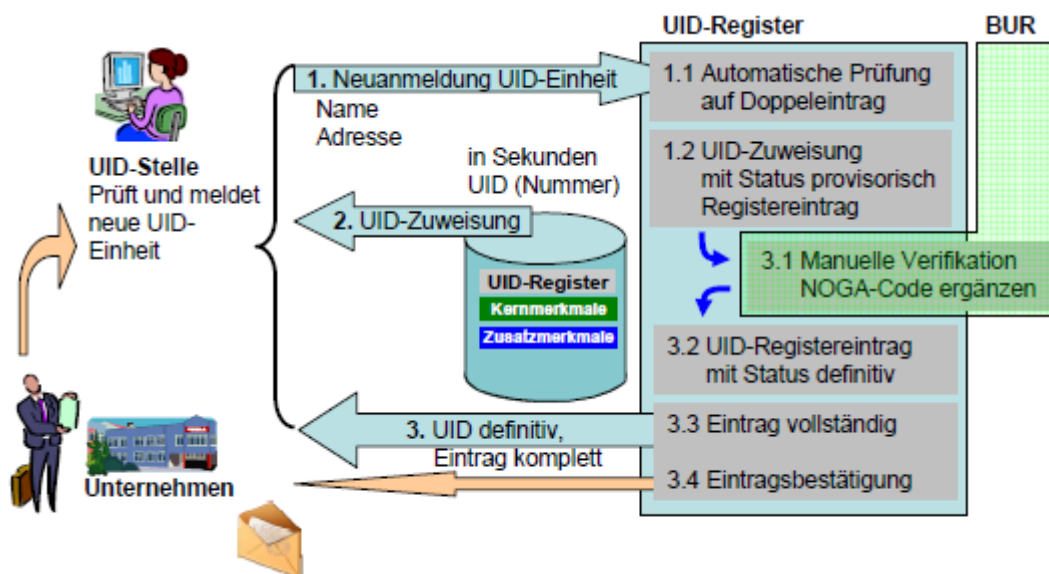 UID-Register
BUR
1. Neuanmeldung UID-Einheit
Name
Adresse
1.1 Automatische Prüfung
auf Doppeleintrag
UID-Stelle
Prüft und meldet
neue UID-
Einheit
in Sekunden
UID (Nummer)
1.2 UID-Zuweisung
mit Status provisorisch
Registereintrag
2. UID-Zuweisung
3.1 Manuelle Verifikation
NOGA-Code ergänzen
UID-Register
Kernmerkmale
Zusatzmerkmale
3.2 UID-Registereintrag
mit Status definitiv
3. UID definitiv,
Eintrag komplett
3.3 Eintrag vollständig
3.4 Eintragsbestätigung
Unternehmen